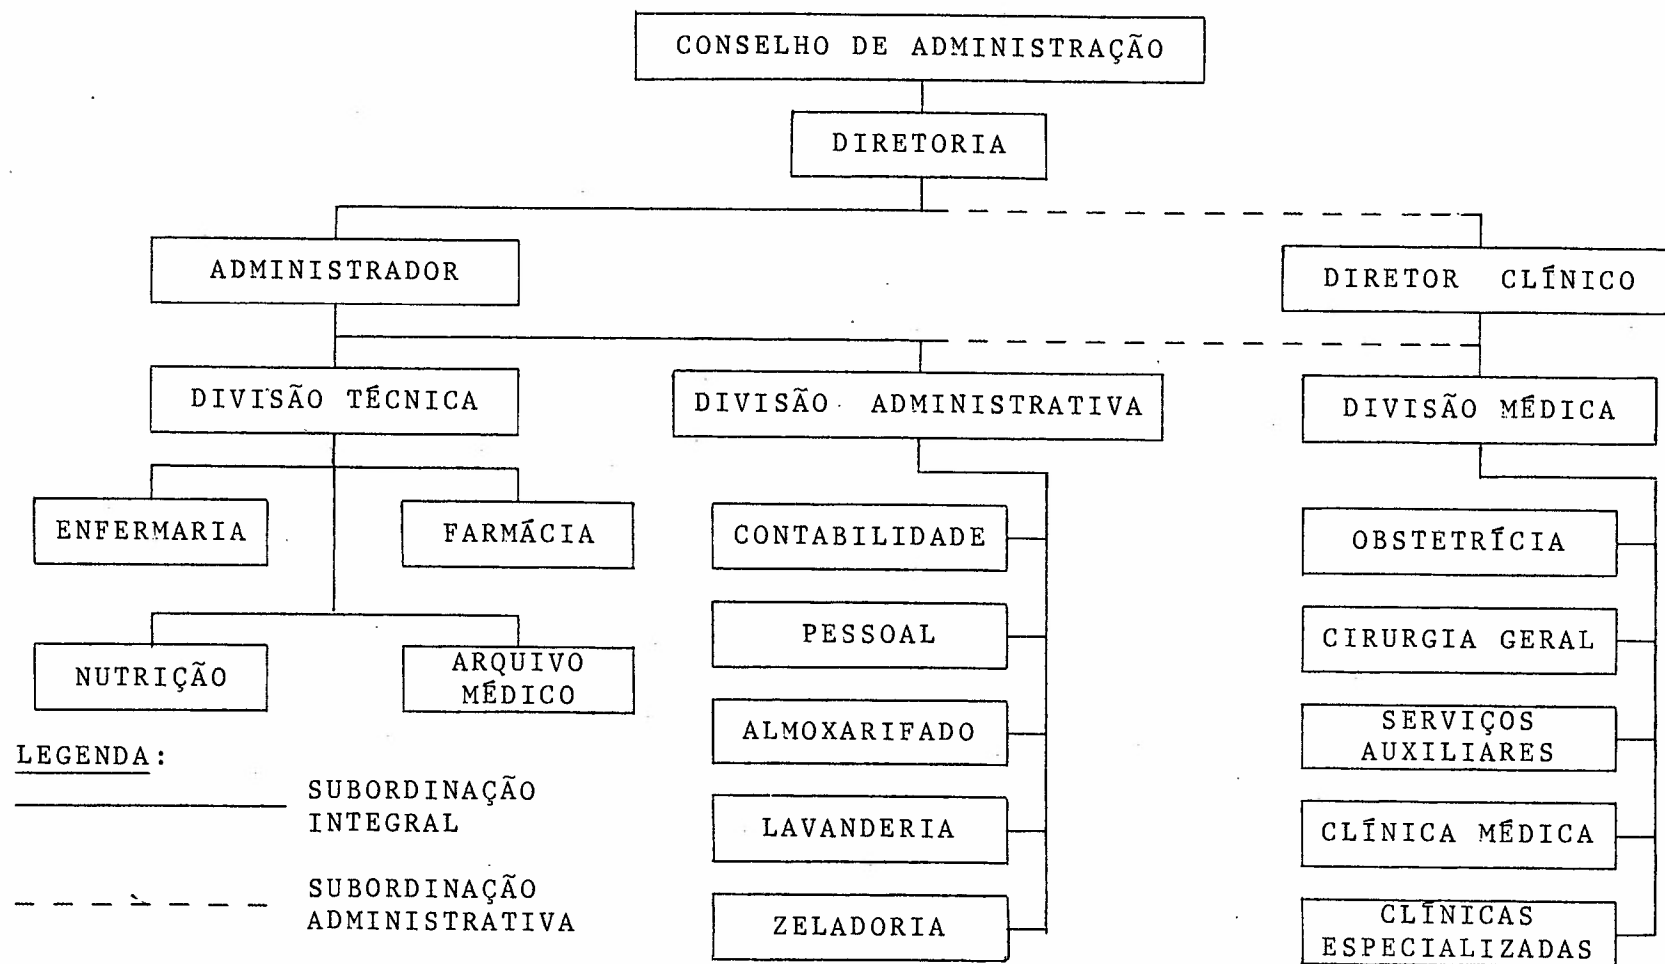 CONSELHO DE ADMINISTRAÇÃO
DIRETORIA
ADMINISTRADOR
DIRETOR CLÍNICO
DIVISÃO TÉCNICA
DIVISÃO ADMINISTRATIVA
DIVISÃO MÉDICA
ENFERMARIA
FARMÁCIA
NUTRIÇÃO
ARQUIVO
MÉDICO
CONTABILIDADE
PESSOAL
ALMOXARIFADO
LAVANDERIA
ZELADORIA
OBSTETRÍCIA
CIRURGIA GERAL
SERVIÇOS
AUXILIARES
CLÍNICA MÉDICA
CLÍNICAS
ESPECIALIZADAS
LEGENDA:
SUBORDINAÇÃO
INTEGRAL
SUBORDINAÇÃO
ADMINISTRATIVA